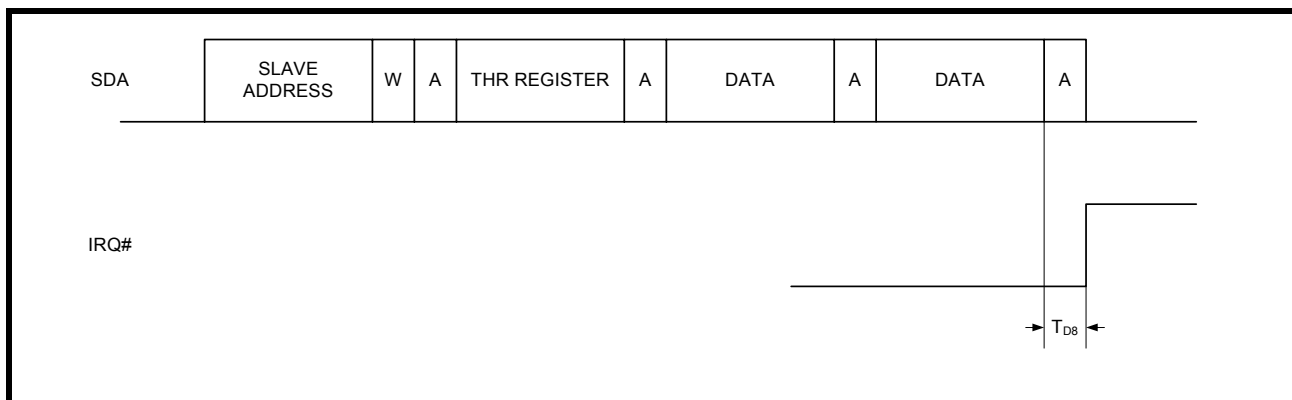 SDA
SLAVE
ADDRESS
W
A
THR REGISTER
A
DATA
A
DATA
A
IRQ#
TD8